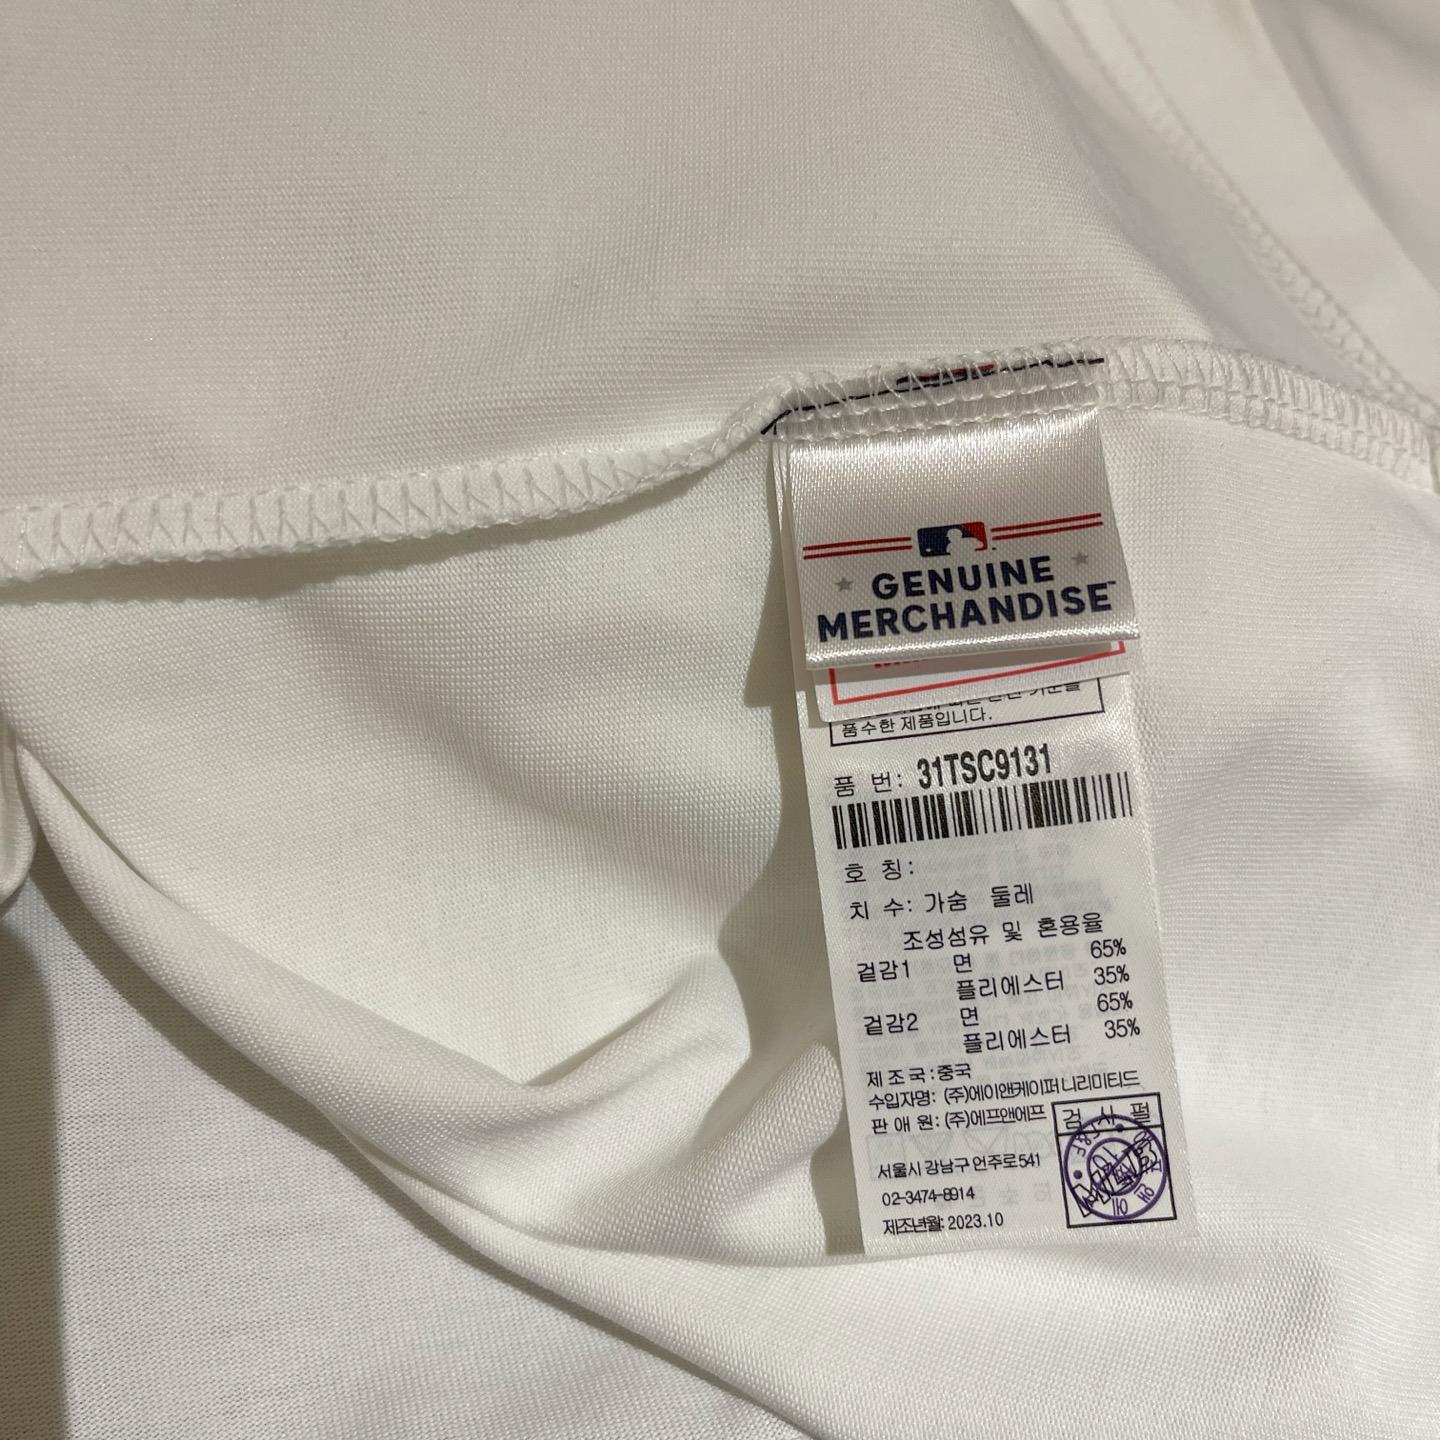 GENUINE
MERCHANDISE™
품수한 제품입니다.
품 번: 31TSC9131
호 칭:
치 수: 가슴 둘레
조성섬유 및 혼용율
겉감1 면 65%
플리에스터 35%
겉감2 면 65%
플리에스터 35%
제조국:중국
수입자명: (주)에이앤케이퍼니리미티드
판 애 원: (주)에프앤에프
검 사 필
서울시 강남구 언주로541
02-3474-8914
제조년월: 2023.10